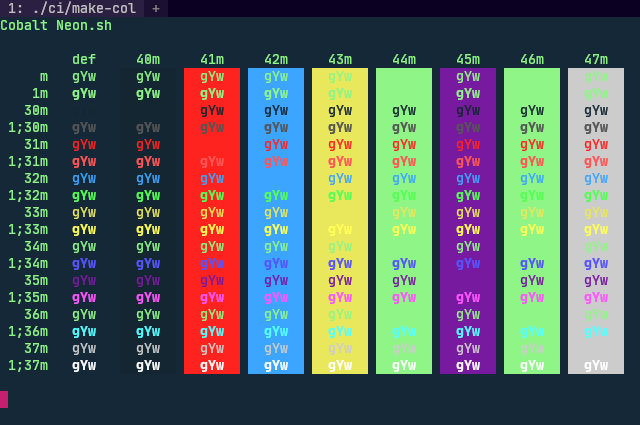 1: ./ci/make-col +
Cobalt Neon.sh
def 40m 41m 42m 43m 44m 45m 46m 47m
m gYw gYw gYw gYw gYw gYw gYw gYw gYw
1m gYw gYw gYw gYw gYw gYw gYw gYw gYw
30m gYw gYw gYw gYw gYw gYw gYw
1;30m gYw gYw gYw gYw gYw gYw gYw gYw gYw
31m gYw gYw gYw gYw gYw gYw gYw gYw
1;31m gYw gYw gYw gYw gYw gYw gYw gYw gYw
32m gYw gYw gYw gYw gYw gYw gYw gYw
1;32m gYw gYw gYw gYw gYw gYw gYw gYw gYw
33m gYw gYw gYw gYw gYw gYw gYw gYw
1;33m gYw gYw gYw gYw gYw gYw gYw gYw gYw
34m gYw gYw gYw gYw gYw gYw gYw
1;34m gYw gYw gYw gYw gYw gYw gYw gYw gYw
35m gYw gYw gYw gYw gYw gYw gYw gYw
1;35m gYw gYw gYw gYw gYw gYw gYw gYw gYw
36m gYw gYw gYw gYw gYw gYw gYw
1;36m gYw gYw gYw gYw gYw gYw gYw gYw gYw
37m gYw gYw gYw gYw gYw gYw gYw gYw
1;37m gYw gYw gYw gYw gYw gYw gYw gYw gYw